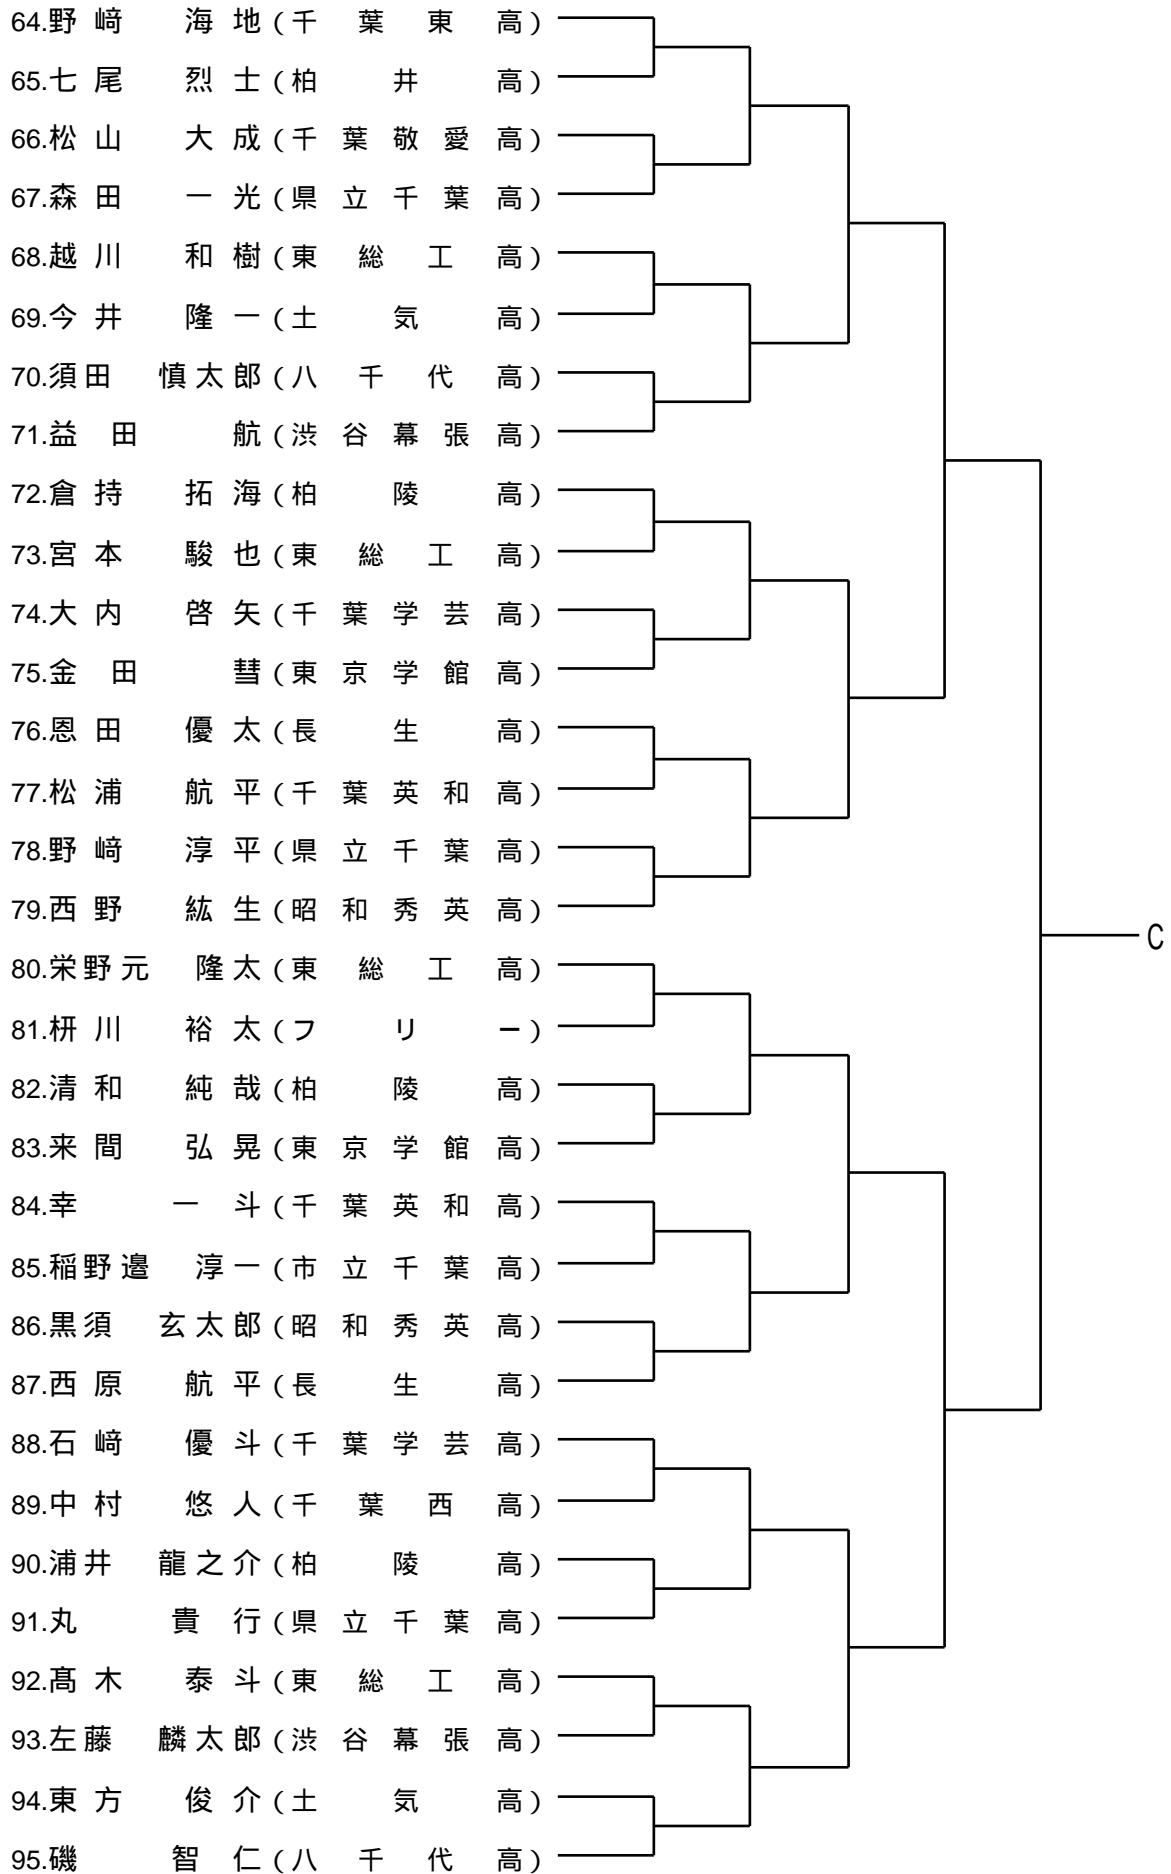 64.野﨑 海地(千葉東高)
65.七尾 烈士(柏井高)
66.松山 大成(千葉敬愛高)
67.森田 一光(県立千葉高)
68.越川 和樹(東総工高)
69.今井 隆一(土気高)
70.須田 慎太郎(八千代高)
71.益田 航(渋谷幕張高)
72.倉持 拓海(柏陵高)
73.宮本 駿也(東総工高)
74.大内 啓矢(千葉学芸高)
75.金田 彗(東京学館高)
76.恩田 優太(長生高)
77.松浦 航平(千葉英和高)
78.野﨑 淳平(県立千葉高)
79.西野 紘生(昭和秀英高)
C
80.栄野元 隆太(東総工高)
81.枡川 裕太(フリー)
82.清和 純哉(柏陵高)
83.来間 弘晃(東京学館高)
84.幸 一斗(千葉英和高)
85.稲野邉 淳一(市立千葉高)
86.黒須 玄太郎(昭和秀英高)
87.西原 航平(長生高)
88.石﨑 優斗(千葉学芸高)
89.中村 悠人(千葉西高)
90.浦井 龍之介(柏陵高)
91.丸 貴行(県立千葉高)
92.髙木 泰斗(東総工高)
93.左藤 麟太郎(渋谷幕張高)
94.東方 俊介(土気高)
95.磯 智仁(八千代高)